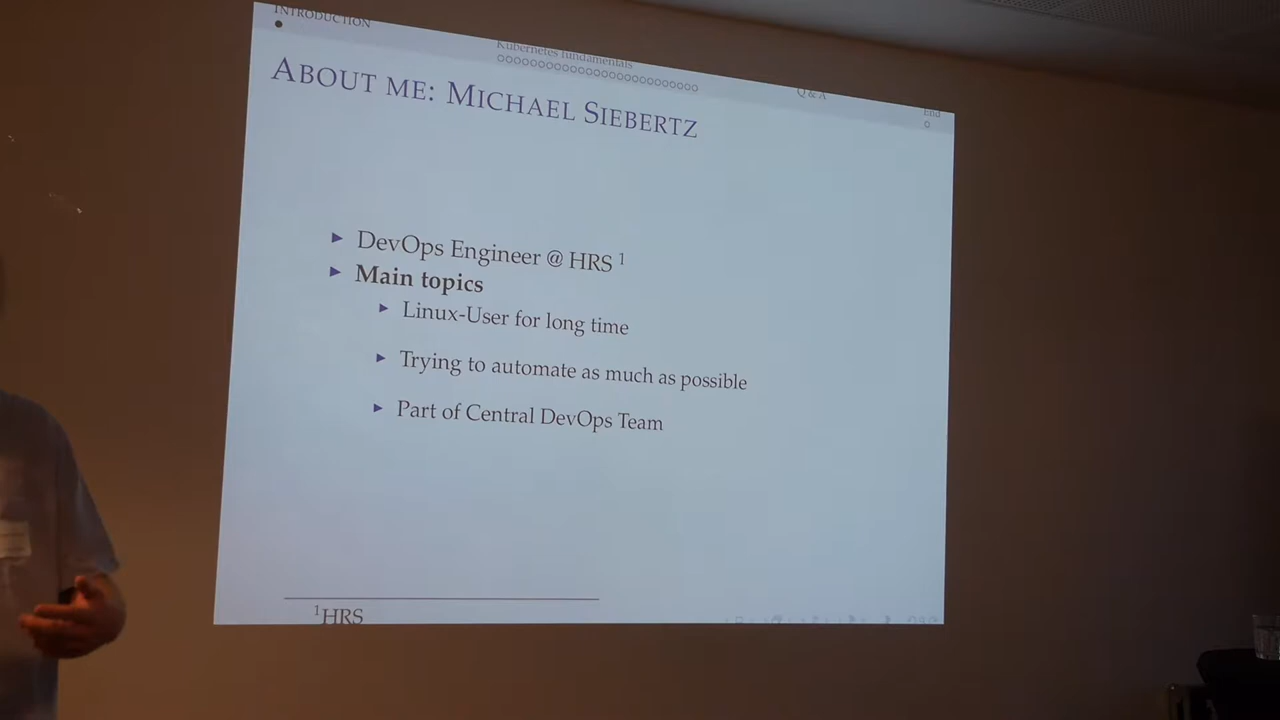 INTRODUCTION
Kubernetes fundamentals
Q & A
End
ABOUT ME: MICHAEL SIEBERTZ
DevOps Engineer @ HRS 1
Main topics
Linux-User for long time
Trying to automate as much as possible
Part of Central DevOps Team
1HRS